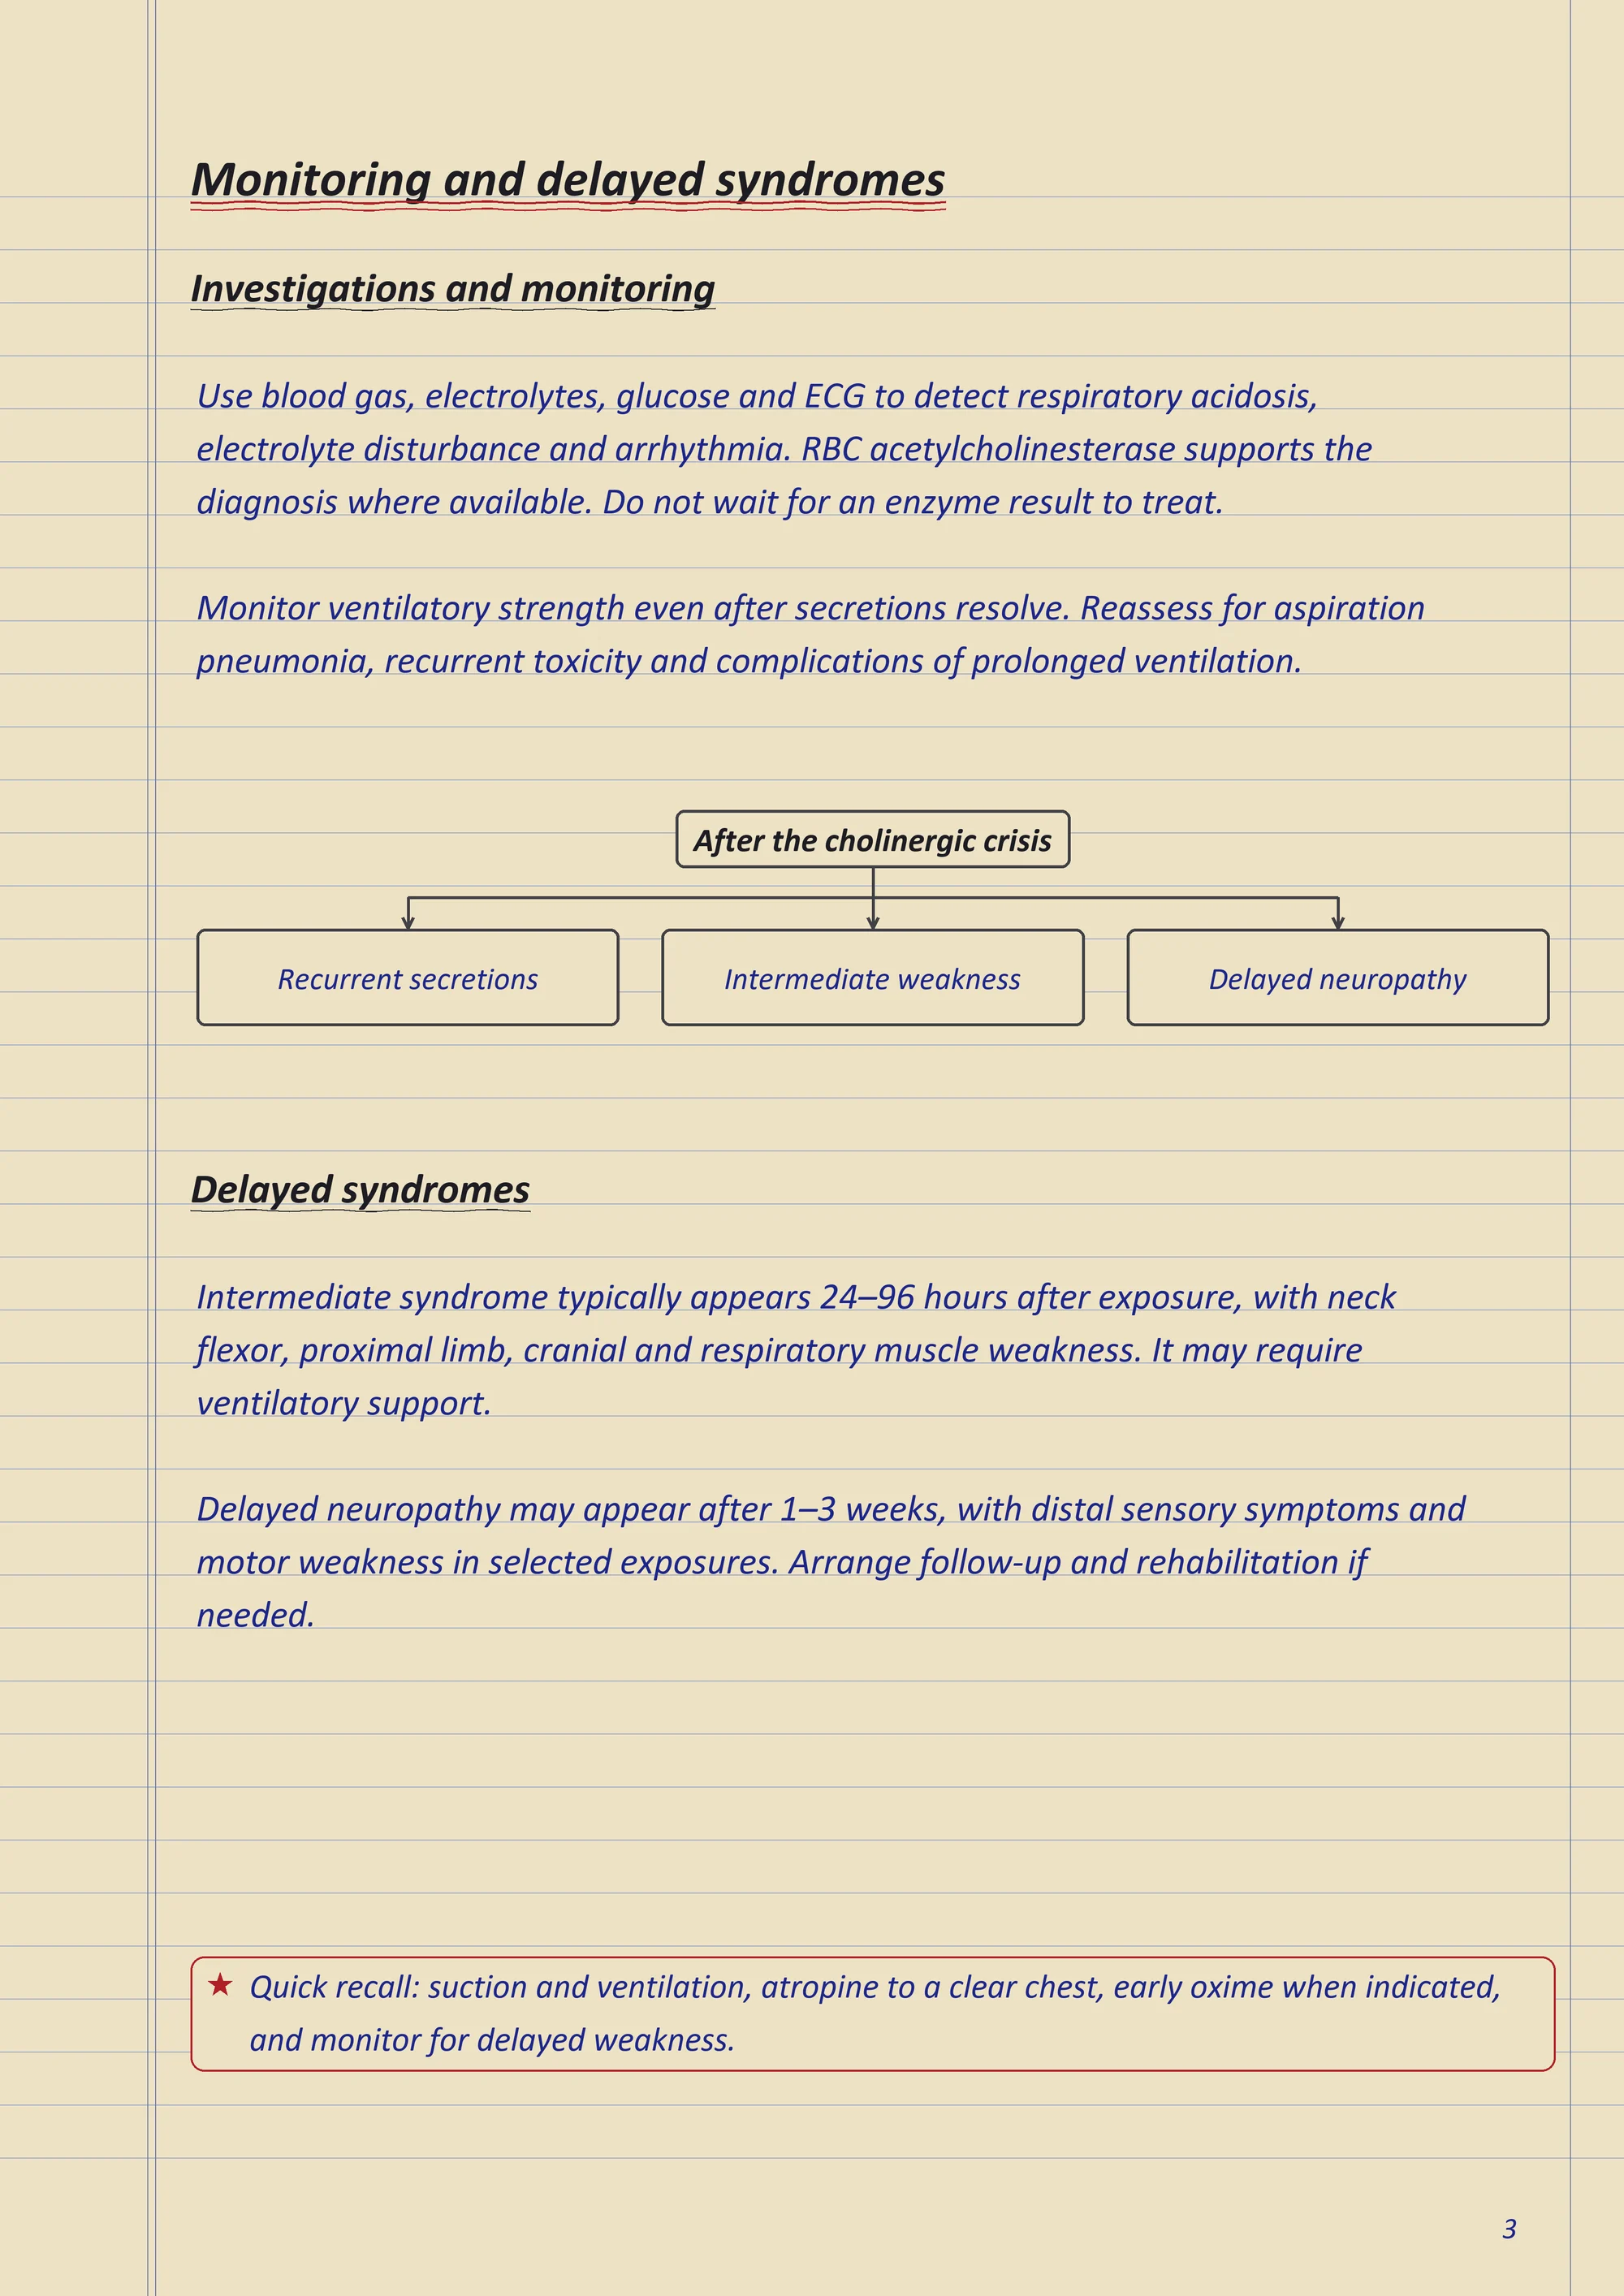 Monitoring and delayed syndromes
Investigations and monitoring
Use blood gas, electrolytes, glucose and ECG to detect respiratory acidosis,
electrolyte disturbance and arrhythmia. RBC acetylcholinesterase supports the
diagnosis where available. Do not wait for an enzyme result to treat.
Monitor ventilatory strength even after secretions resolve. Reassess for aspiration
pneumonia, recurrent toxicity and complications of prolonged ventilation.
After the cholinergic crisis
Recurrent secretions
Intermediate weakness
Delayed neuropathy
Delayed syndromes
Intermediate syndrome typically appears 24–96 hours after exposure, with neck
flexor, proximal limb, cranial and respiratory muscle weakness. It may require
ventilatory support.
Delayed neuropathy may appear after 1–3 weeks, with distal sensory symptoms and
motor weakness in selected exposures. Arrange follow-up and rehabilitation if
needed.
★ Quick recall: suction and ventilation, atropine to a clear chest, early oxime when indicated,
and monitor for delayed weakness.
3